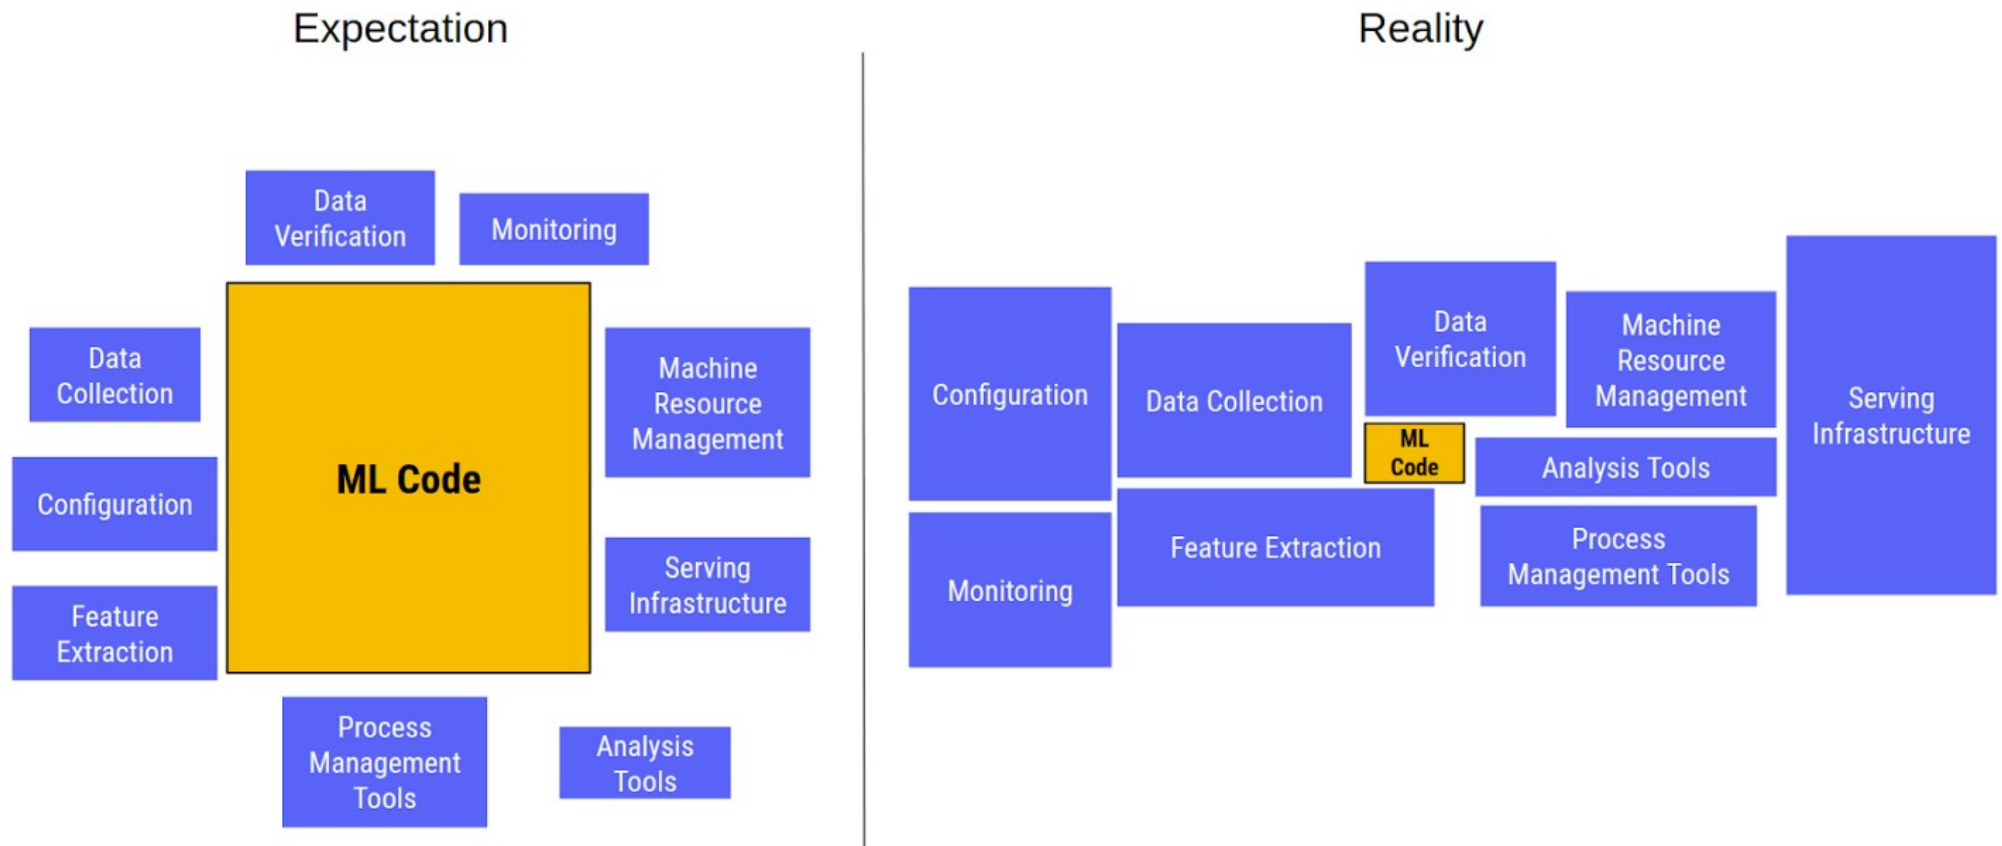 Expectation
Reality
Data
Verification
Monitoring
Data
Collection
Machine
Resource
Management
ML Code
Configuration
Serving
Infrastructure
Feature
Extraction
Process
Management
Tools
Analysis
Tools
Configuration
Data Collection
Data
Verification
Machine
Resource
Management
Serving
Infrastructure
ML
Code
Analysis Tools
Monitoring
Feature Extraction
Process
Management Tools